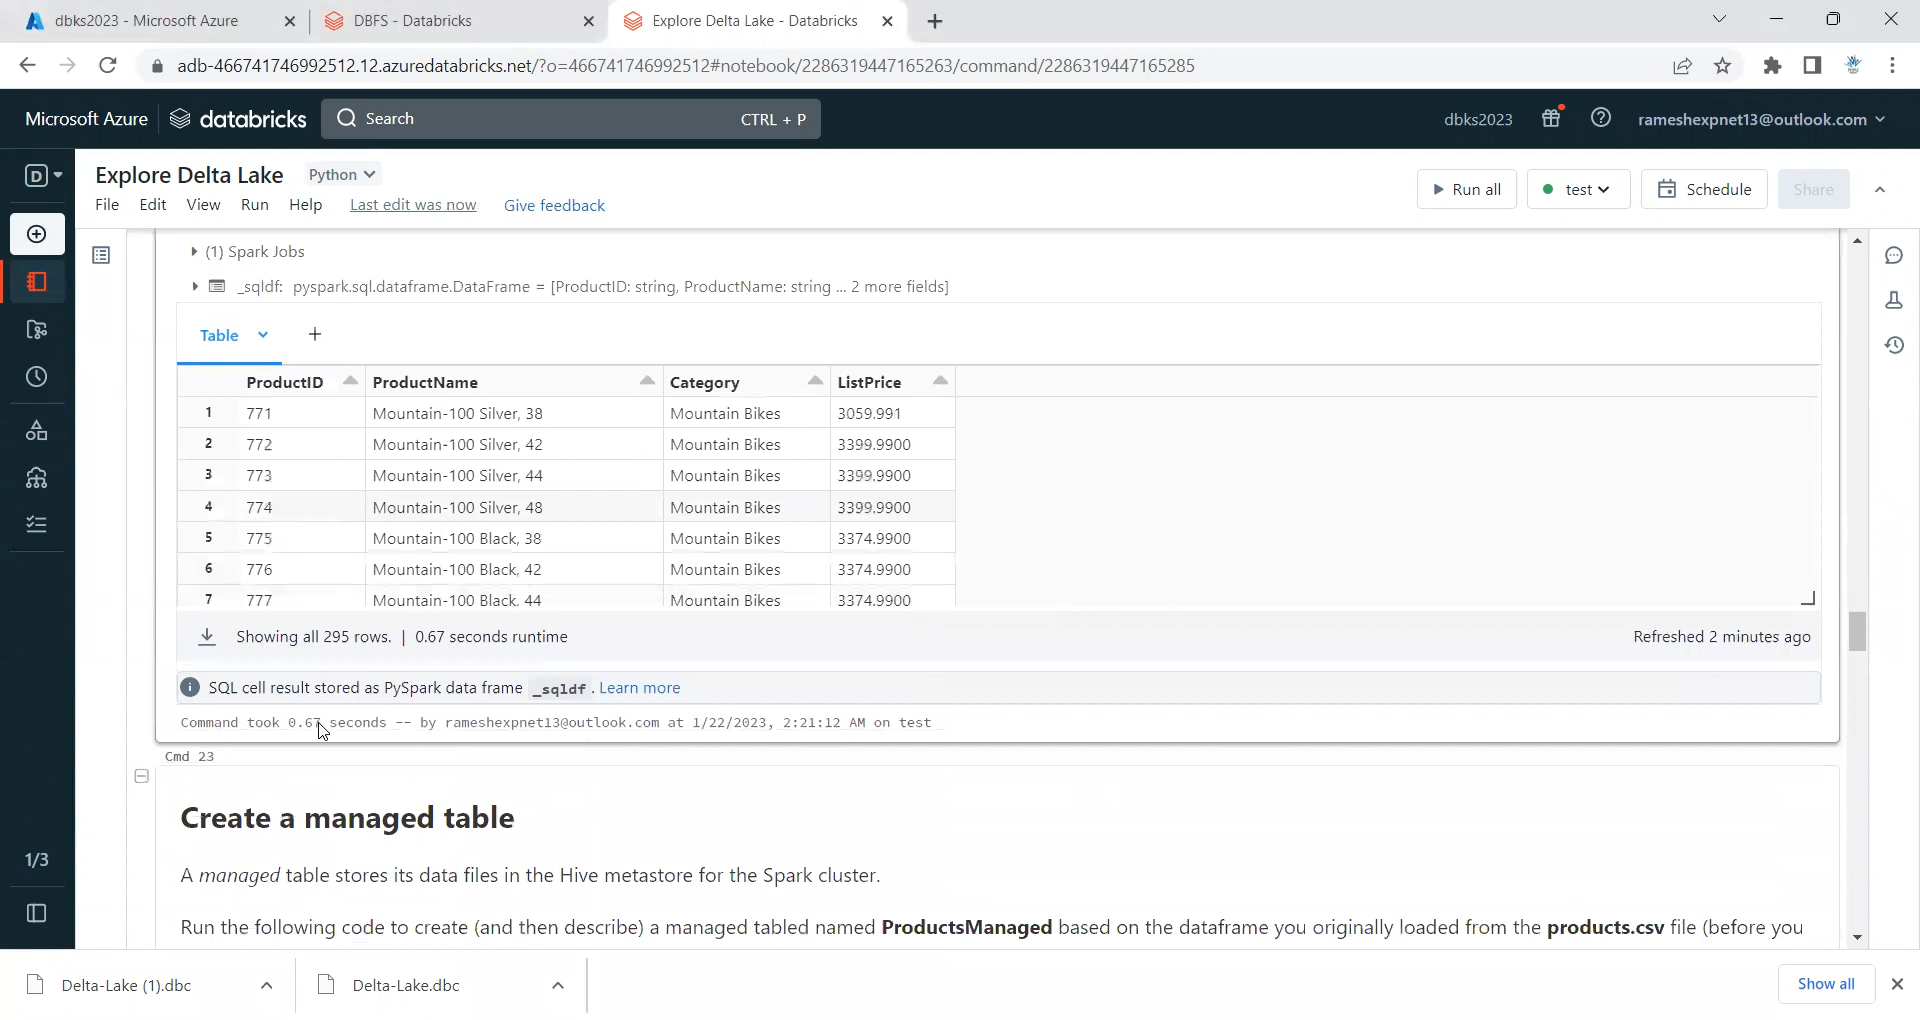 dbks2023 - Microsoft Azure
DBFS - Databricks
Explore Delta Lake - Databricks
adb-466741746992512.12.azuredatabricks.net/?o=466741746992512#notebook/2286319447165263/command/2286319447165285
Microsoft Azure
databricks
Search
CTRL + P
dbks2023
rameshexpnet13@outlook.com
D
Explore Delta Lake
Python
File Edit View Run Help Last edit was now Give feedback
Run all
test
Schedule
Share
(1) Spark Jobs
_sqldf: pyspark.sql.dataframe.DataFrame = [ProductID: string, ProductName: string ... 2 more fields]
Table
ProductID ProductName Category ListPrice
1 771 Mountain-100 Silver, 38 Mountain Bikes 3059.991
2 772 Mountain-100 Silver, 42 Mountain Bikes 3399.9900
3 773 Mountain-100 Silver, 44 Mountain Bikes 3399.9900
4 774 Mountain-100 Silver, 48 Mountain Bikes 3399.9900
5 775 Mountain-100 Black, 38 Mountain Bikes 3374.9900
6 776 Mountain-100 Black, 42 Mountain Bikes 3374.9900
7 777 Mountain-100 Black, 44 Mountain Bikes 3374.9900
Showing all 295 rows. | 0.67 seconds runtime
Refreshed 2 minutes ago
SQL cell result stored as PySpark data frame _sqldf. Learn more
Command took 0.67 seconds -- by rameshexpnet13@outlook.com at 1/22/2023, 2:21:12 AM on test
Cmd 23
Create a managed table
A managed table stores its data files in the Hive metastore for the Spark cluster.
Run the following code to create (and then describe) a managed tabled named ProductsManaged based on the dataframe you originally loaded from the products.csv file (before you
1/3
Delta-Lake (1).dbc
Delta-Lake.dbc
Show all